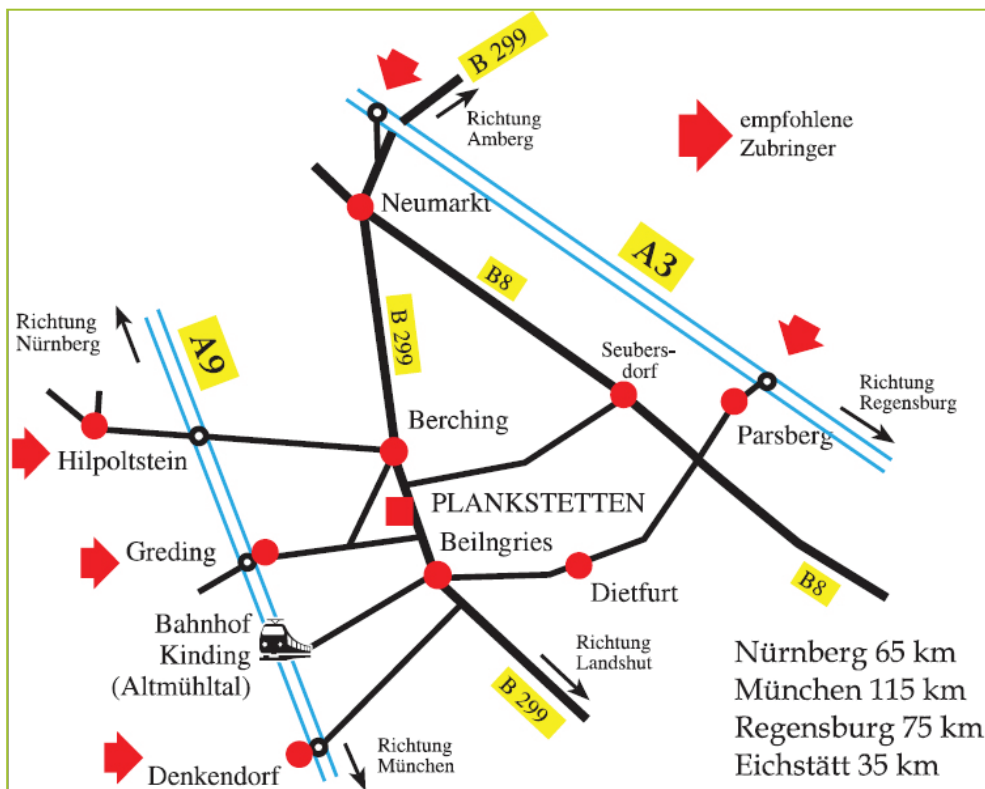 B 299
Richtung
Amberg
empfohlene
Zubringer
Neumarkt
A3
B8
Richtung
Nürnberg
A9
B 299
Seubers-
dorf
Richtung
Regensburg
Berching
Parsberg
Hilpoltstein
PLANKSTETTEN
Greding
Beilngries
Dietfurt
B8
Bahnhof
Kinding
(Altmühltal)
Richtung
Landshut
B 299
Denkendorf
Richtung
München
Nürnberg 65 km
München 115 km
Regensburg 75 km
Eichstätt 35 km